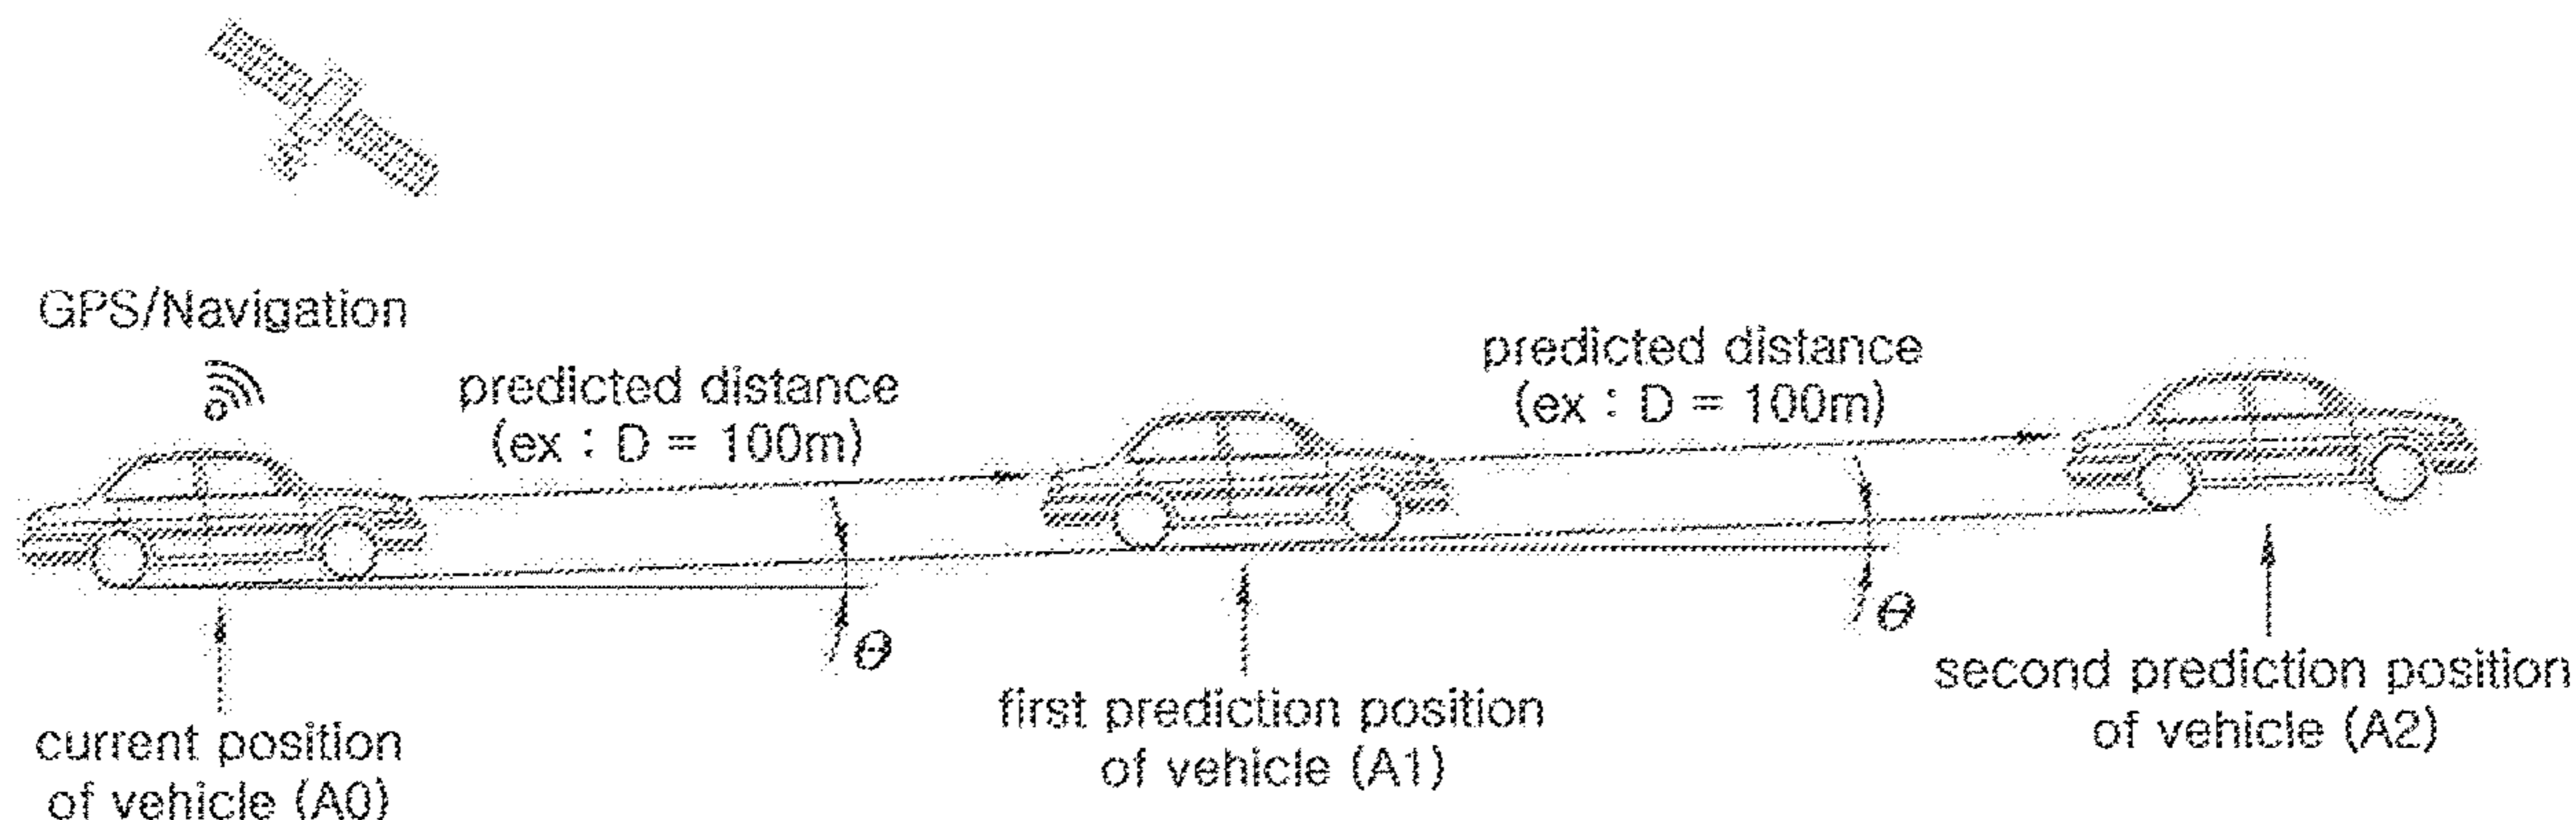 GPS/Navigation
predicted distance
(ex : D = 100m)
predicted distance
(ex : D = 100m)
θ
θ
current position
of vehicle (A0)
first prediction position
of vehicle (A1)
second prediction position
of vehicle (A2)